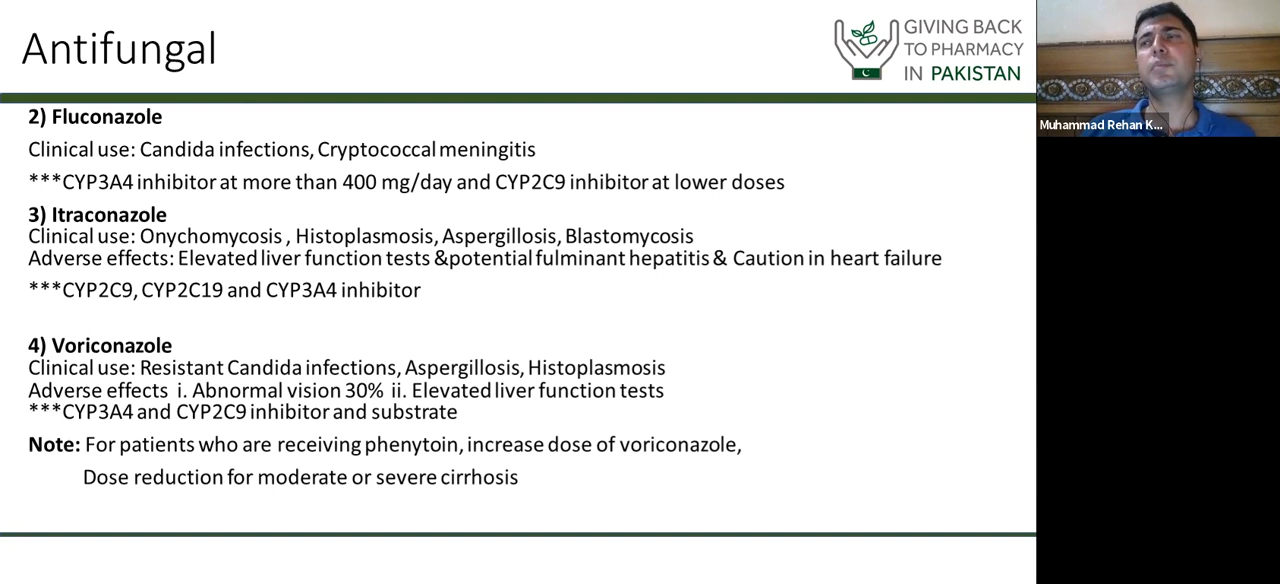 Antifungal
GIVING BACK
TO PHARMACY
IN PAKISTAN
Muhammad Rehan K...
2) Fluconazole
Clinical use: Candida infections, Cryptococcal meningitis
***CYP3A4 inhibitor at more than 400 mg/day and CYP2C9 inhibitor at lower doses
3) Itraconazole
Clinical use: Onychomycosis , Histoplasmosis, Aspergillosis, Blastomycosis
Adverse effects: Elevated liver function tests &potential fulminant hepatitis & Caution in heart failure
***CYP2C9, CYP2C19 and CYP3A4 inhibitor
4) Voriconazole
Clinical use: Resistant Candida infections, Aspergillosis, Histoplasmosis
Adverse effects i. Abnormal vision 30% ii. Elevated liver function tests
***CYP3A4 and CYP2C9 inhibitor and substrate
Note: For patients who are receiving phenytoin, increase dose of voriconazole,
Dose reduction for moderate or severe cirrhosis